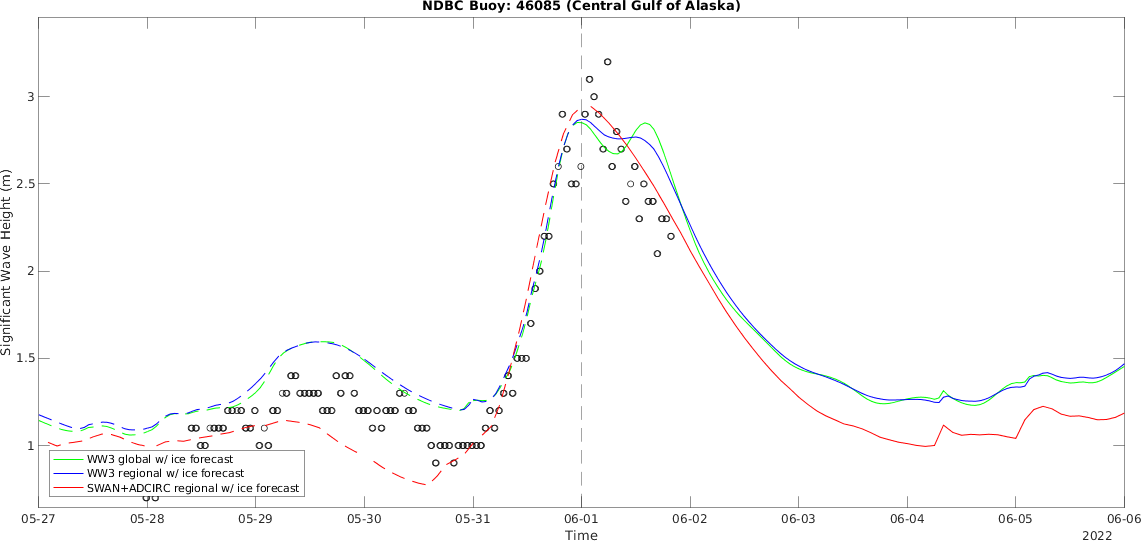 NDBC Buoy: 46085 (Central Gulf of Alaska)
Significant Wave Height (m)
3
2.5
2
1.5
1
WW3 global w/ ice forecast
WW3 regional w/ ice forecast
SWAN+ADCIRC regional w/ ice forecast
05-27 05-28 05-29 05-30 05-31 06-01 06-02 06-03 06-04 06-05 06-06
Time
2022